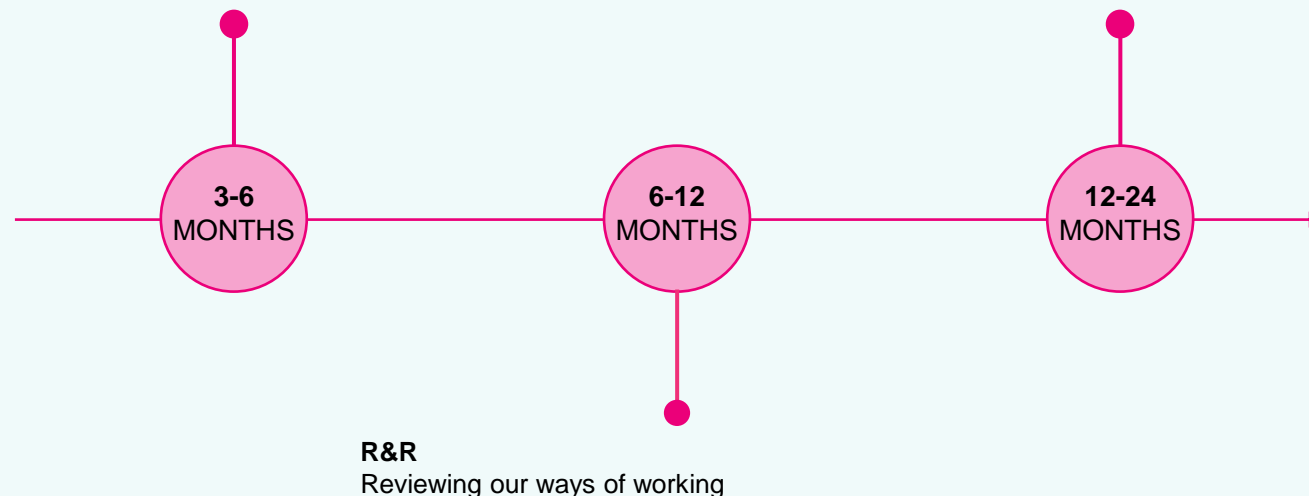 3-6
MONTHS
6-12
MONTHS
12-24
MONTHS
R&R
Reviewing our ways of working